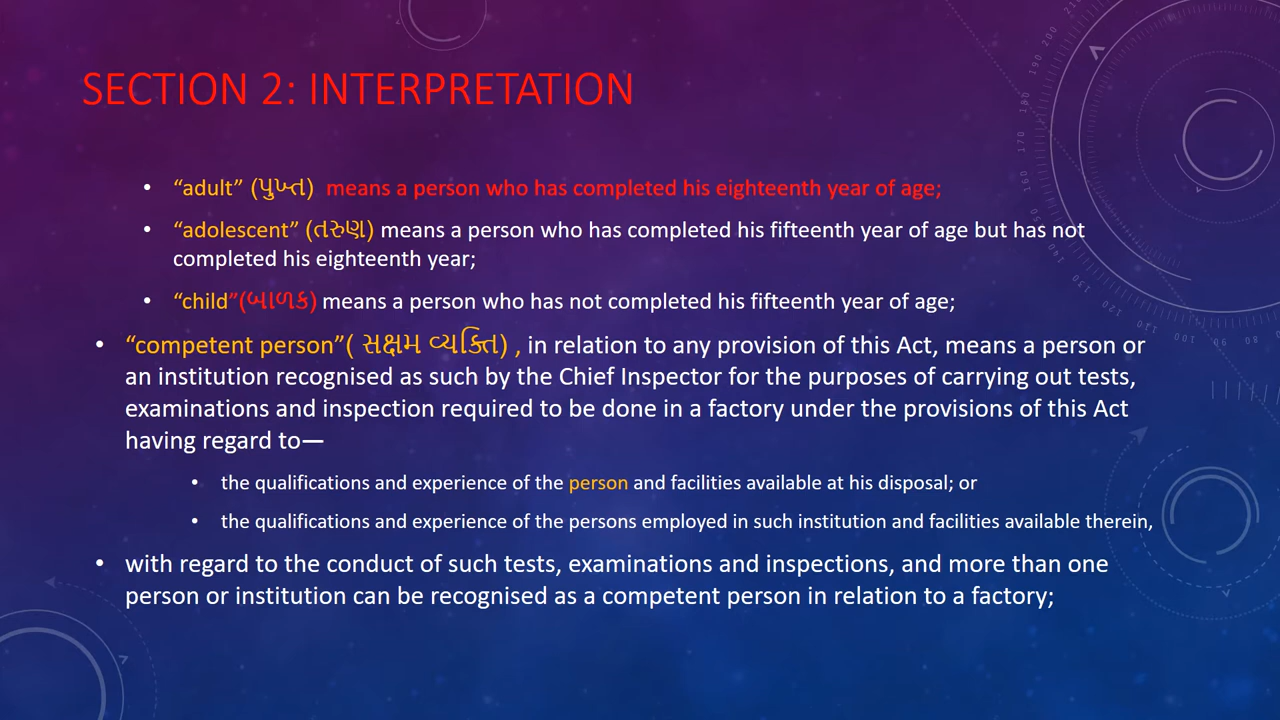 SECTION 2: INTERPRETATION
• “adult” (પુખ્ત) means a person who has completed his eighteenth year of age;
• “adolescent” (તરુણ) means a person who has completed his fifteenth year of age but has not
completed his eighteenth year;
• “child”(બાળક) means a person who has not completed his fifteenth year of age;
• “competent person”( સક્ષમ વ્યક્તિ) , in relation to any provision of this Act, means a person or
an institution recognised as such by the Chief Inspector for the purposes of carrying out tests,
examinations and inspection required to be done in a factory under the provisions of this Act
having regard to—
• the qualifications and experience of the person and facilities available at his disposal; or
• the qualifications and experience of the persons employed in such institution and facilities available therein,
• with regard to the conduct of such tests, examinations and inspections, and more than one
person or institution can be recognised as a competent person in relation to a factory;